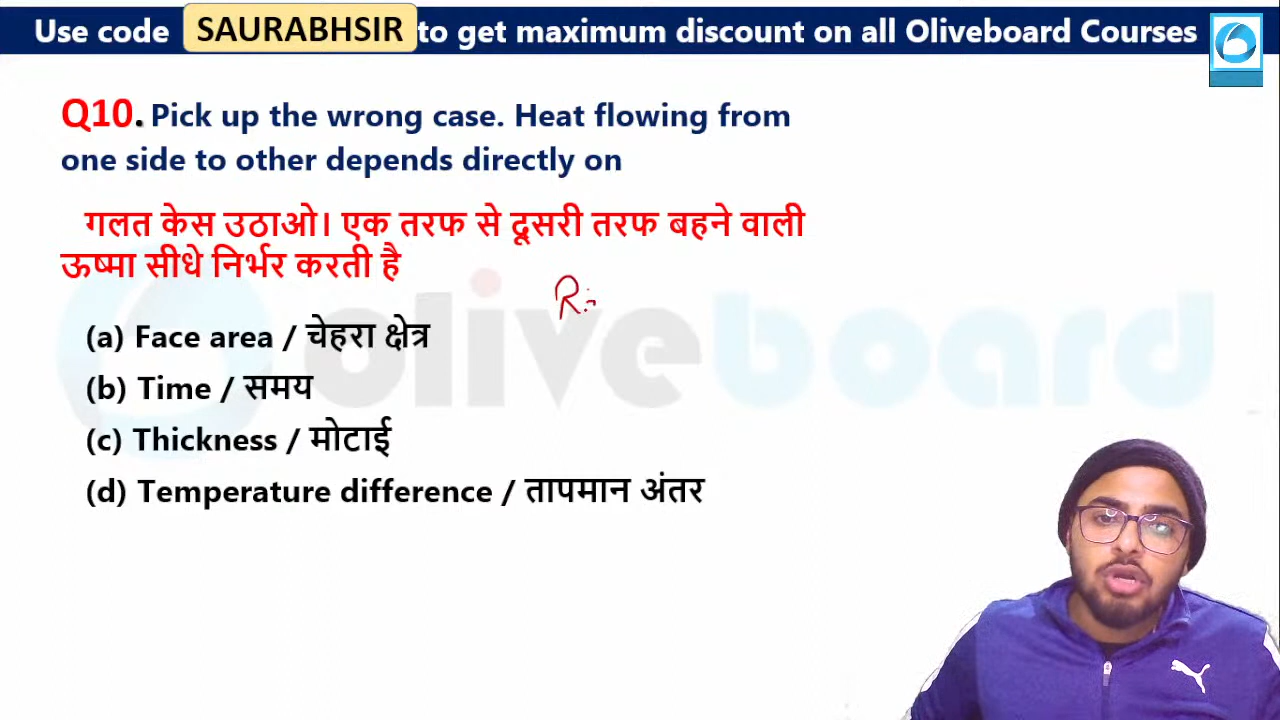 Use code SAURABHSIR to get maximum discount on all Oliveboard Courses
Q10. Pick up the wrong case. Heat flowing from
one side to other depends directly on
गलत केस उठाओ। एक तरफ से दूसरी तरफ बहने वाली
ऊष्मा सीधे निर्भर करती है
R:-
(a) Face area / चेहरा क्षेत्र
(b) Time / समय
(c) Thickness / मोटाई
(d) Temperature difference / तापमान अंतर
oliveboard